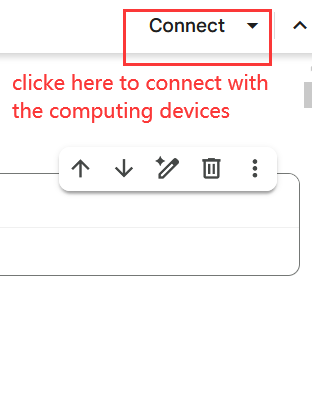 Connect
clicke here to connect with
the computing devices